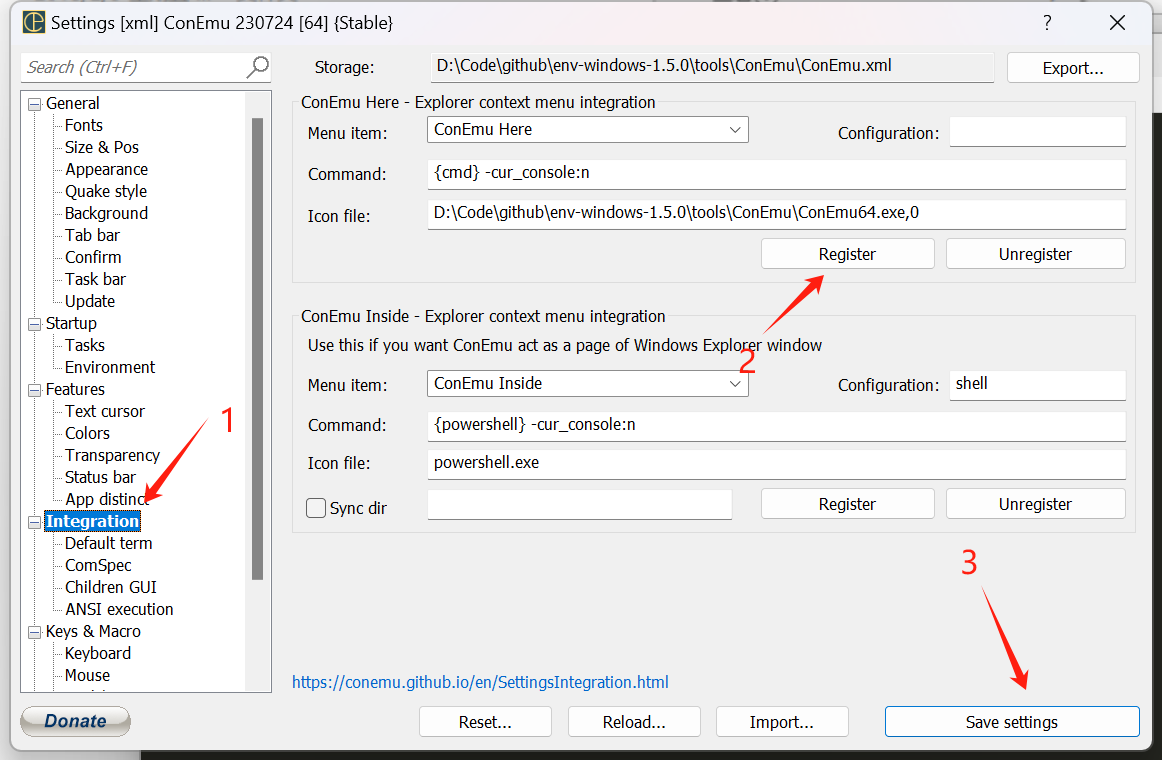 Settings [xml] ConEmu 230724 [64] {Stable}
?
Search (Ctrl+F)
General
Fonts
Size & Pos
Appearance
Quake style
Background
Tab bar
Confirm
Task bar
Update
Startup
Tasks
Environment
Features
Text cursor
Colors
Transparency
Status bar
App distinct
Integration
Default term
ComSpec
Children GUI
ANSI execution
Keys & Macro
Keyboard
Mouse
1
Storage: D:\Code\github\env-windows-1.5.0\tools\ConEmu\ConEmu.xml Export...
ConEmu Here - Explorer context menu integration
Menu item: ConEmu Here Configuration:
Command: {cmd} -cur_console:n
Icon file: D:\Code\github\env-windows-1.5.0\tools\ConEmu\ConEmu64.exe,0
Register Unregister
2
ConEmu Inside - Explorer context menu integration
Use this if you want ConEmu act as a page of Windows Explorer window
Menu item: ConEmu Inside Configuration: shell
Command: {powershell} -cur_console:n
Icon file: powershell.exe
Sync dir Register Unregister
3
https://conemu.github.io/en/SettingsIntegration.html
Donate Reset... Reload... Import... Save settings